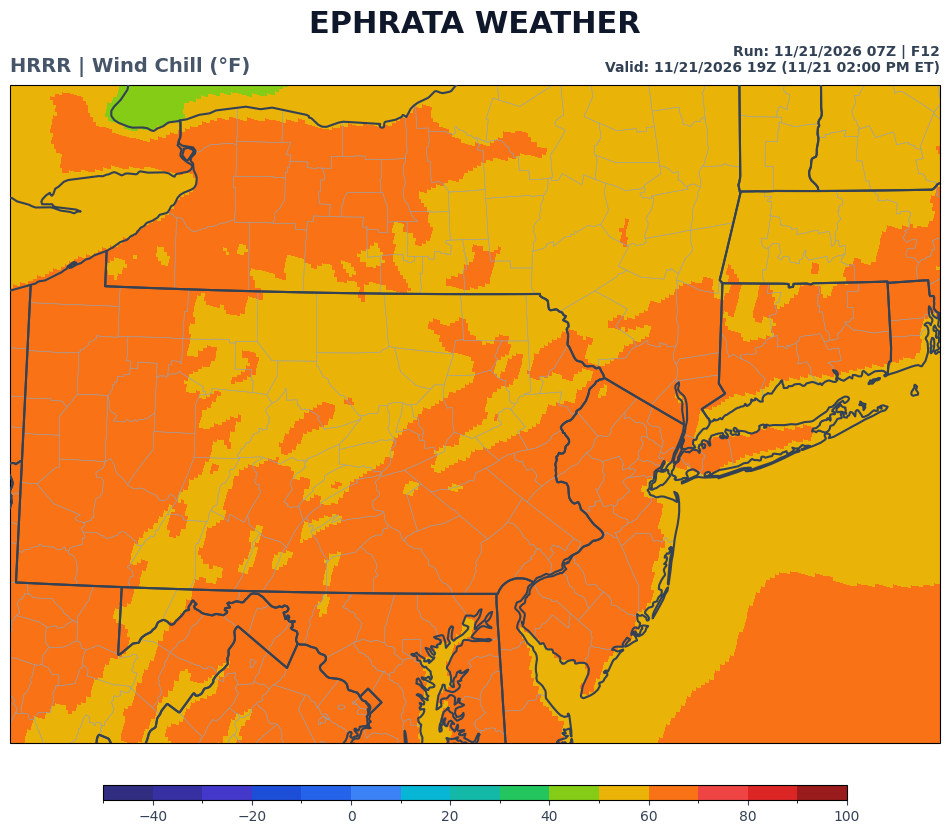 EPHRATA WEATHER
HRRR | Wind Chill (°F)
Run: 11/21/2026 07Z | F12
Valid: 11/21/2026 19Z (11/21 02:00 PM ET)
−40 −20 0 20 40 60 80 100